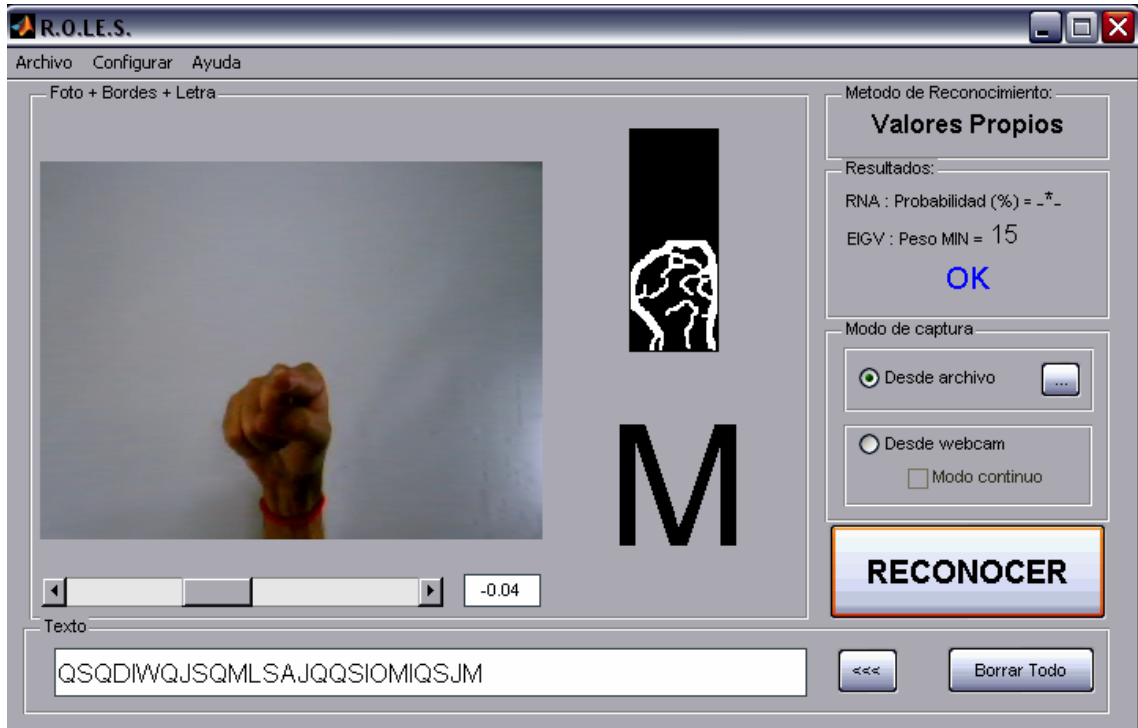 R.O.LE.S.
Archivo Configurar Ayuda
Foto + Bordes + Letra
M
-0.04
Metodo de Reconocimiento:
Valores Propios
Resultados:
RNA : Probabilidad (%) = _*_
EIGV : Peso MIN = 15
OK
Modo de captura
Desde archivo ...
Desde webcam
Modo continuo
RECONOCER
Texto
QSQDIWQJSQMLSAJQQSIOMIQSJM <<< Borrar Todo